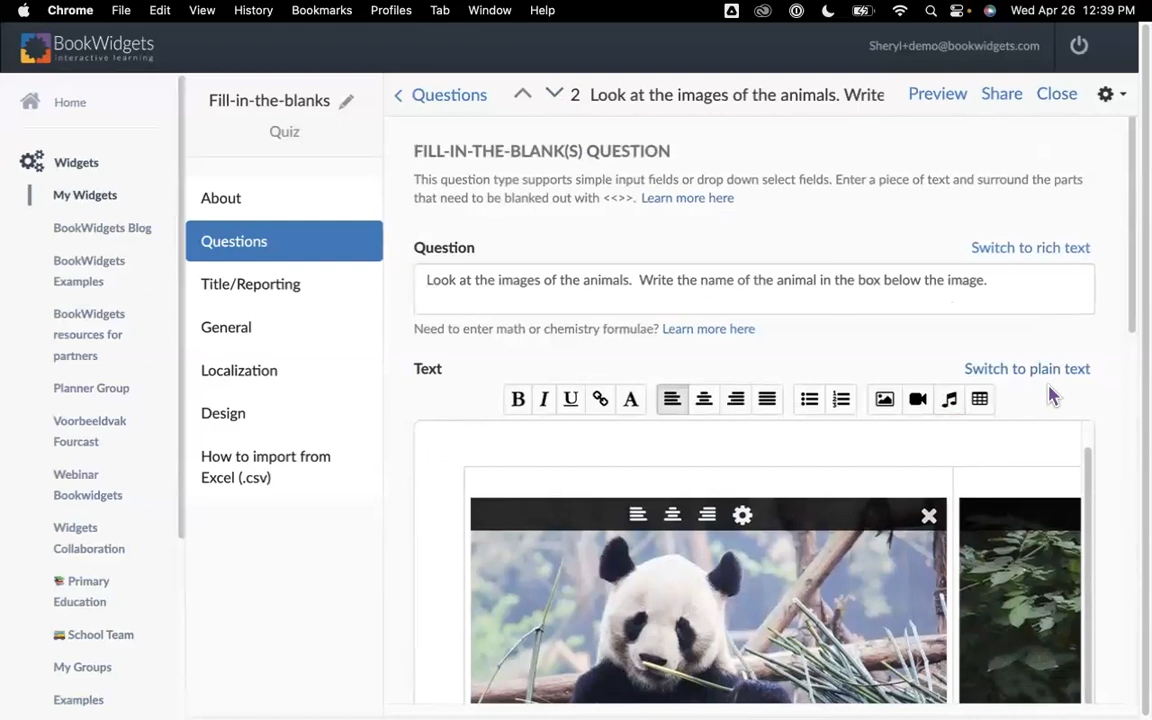 Chrome File Edit View History Bookmarks Profiles Tab Window Help Wed Apr 26 12:39 PM
BookWidgets
interactive learning
Sheryl+demo@bookwidgets.com
Home
Widgets
My Widgets
BookWidgets Blog
BookWidgets
Examples
BookWidgets
resources for
partners
Planner Group
Voorbeeldvak
Fourcast
Webinar
Bookwidgets
Widgets
Collaboration
Primary
Education
School Team
My Groups
Examples
Fill-in-the-blanks
Quiz
About
Questions
Title/Reporting
General
Localization
Design
How to import from
Excel (.csv)
Questions 2 Look at the images of the animals. Write Preview Share Close
FILL-IN-THE-BLANK(S) QUESTION
This question type supports simple input fields or drop down select fields. Enter a piece of text and surround the parts
that need to be blanked out with <<>>. Learn more here
Question Switch to rich text
Look at the images of the animals. Write the name of the animal in the box below the image.
Need to enter math or chemistry formulae? Learn more here
Text Switch to plain text
B I U A